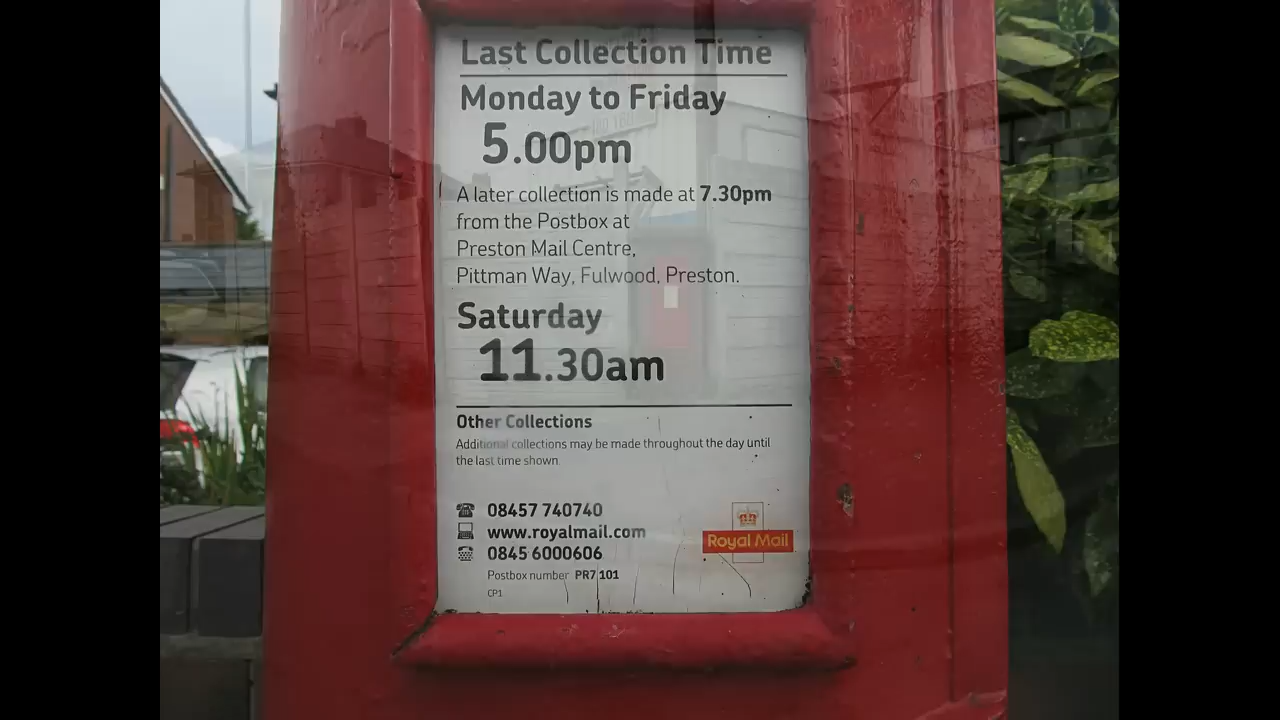 Last Collection Time
Monday to Friday
5.00pm
A later collection is made at 7.30pm
from the Postbox at
Preston Mail Centre,
Pittman Way, Fulwood, Preston.
Saturday
11.30am
Other Collections
Additional collections may be made throughout the day until
the last time shown.
08457 740740
www.royalmail.com
0845 6000606
Royal Mail
Postbox number PR7 101
CP1